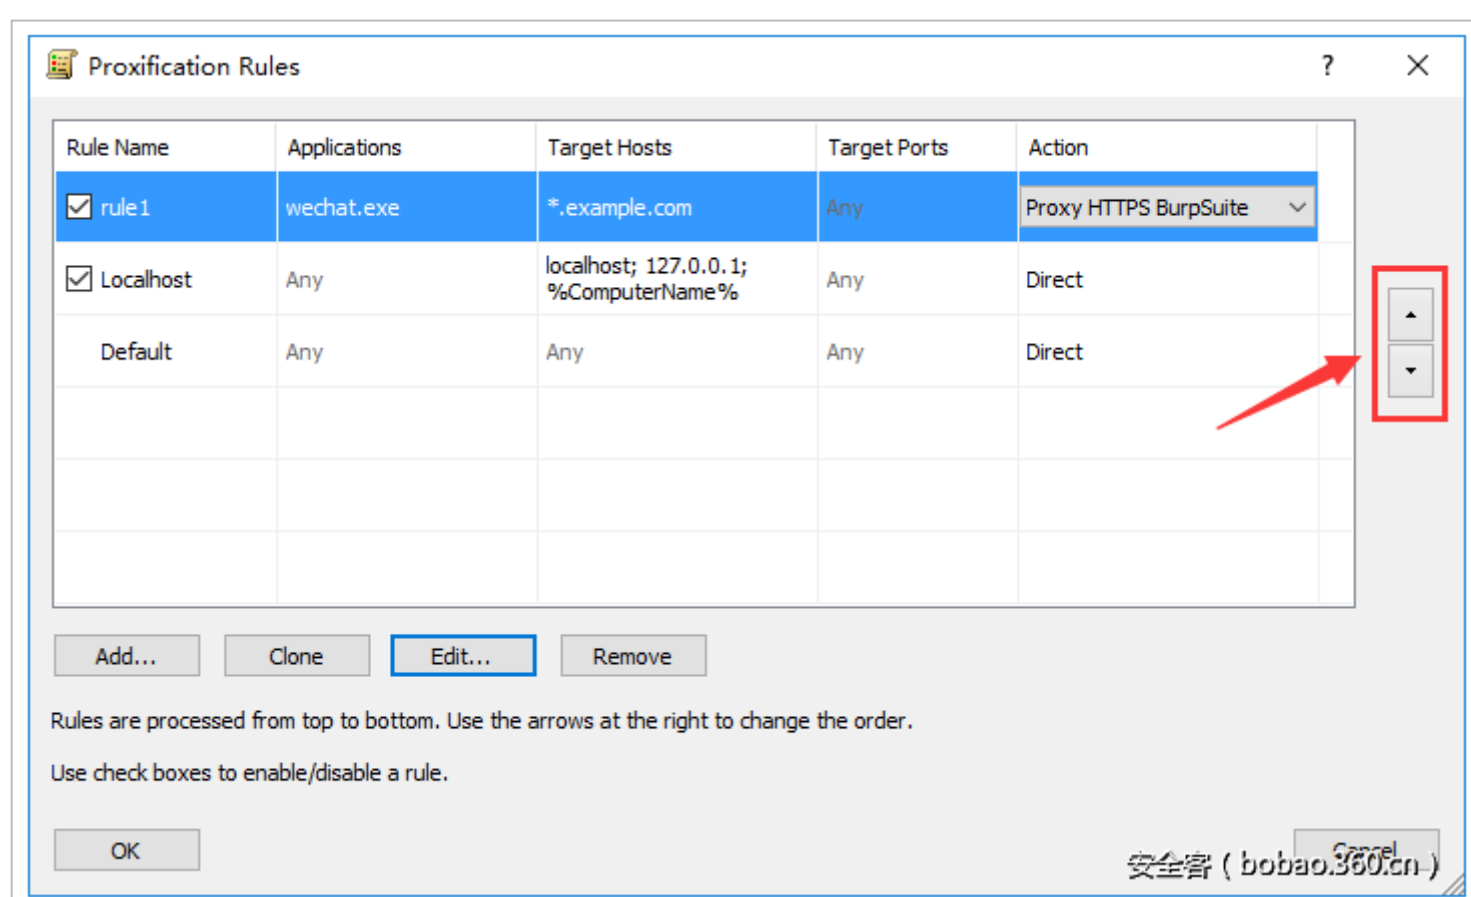 Proxification Rules ?
Rule Name Applications Target Hosts Target Ports Action
rule1 wechat.exe *.example.com Any Proxy HTTPS BurpSuite
Localhost Any localhost; 127.0.0.1; %ComputerName% Any Direct
Default Any Any Any Direct
Add... Clone Edit... Remove
Rules are processed from top to bottom. Use the arrows at the right to change the order.
Use check boxes to enable/disable a rule.
OK Cancel
安全客（bobao.360.cn）